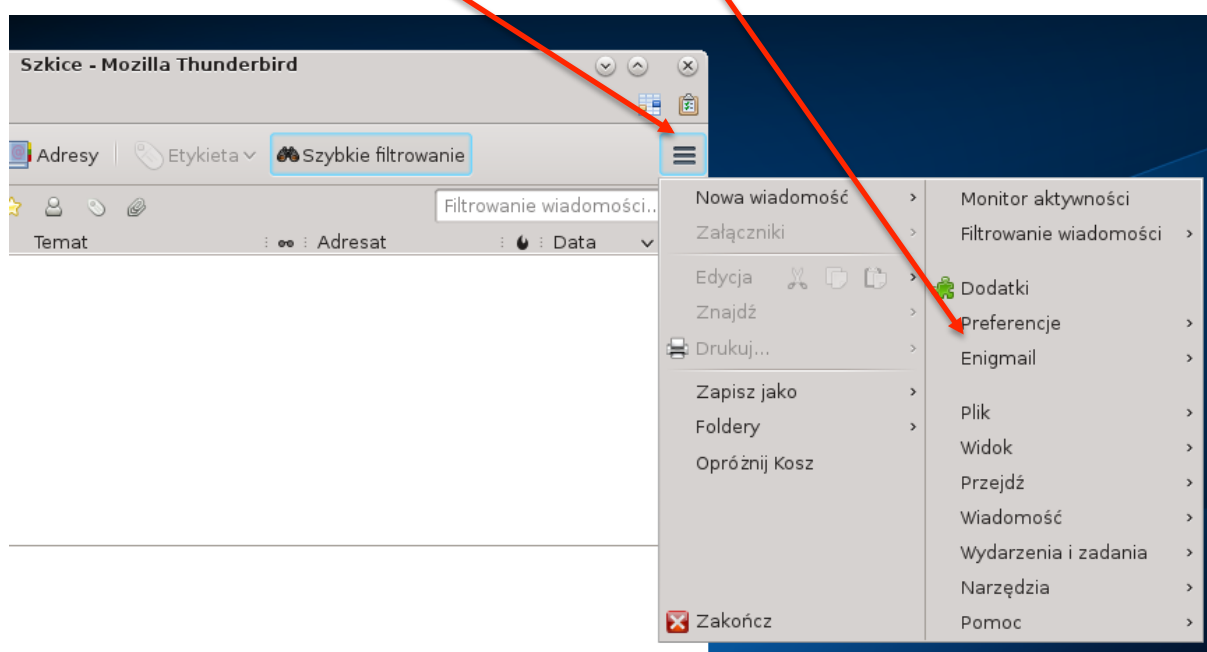 Szkice - Mozilla Thunderbird
Adresy
Etykieta
Szybkie filtrowanie
Filtrowanie wiadomości..
Temat
Adresat
Data
Nowa wiadomość
Załączniki
Edycja
Znajdź
Drukuj...
Zapisz jako
Foldery
Opróżnij Kosz
Zakończ
Monitor aktywności
Filtrowanie wiadomości
Dodatki
Preferencje
Enigmail
Plik
Widok
Przejdź
Wiadomość
Wydarzenia i zadania
Narzędzia
Pomoc